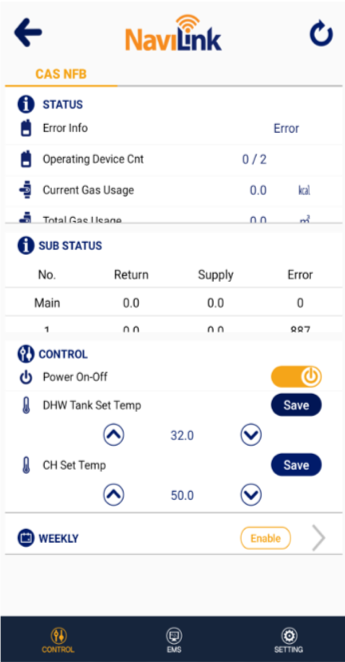 NaviLink
CAS NFB
STATUS
Error Info Error
Operating Device Cnt 0 / 2
Current Gas Usage 0.0 kcal
Total Gas Usage 0.0 m³
SUB STATUS
No. Return Supply Error
Main 0.0 0.0 0
1 0.0 0.0 887
CONTROL
Power On-Off
DHW Tank Set Temp Save
32.0
CH Set Temp Save
50.0
WEEKLY Enable
CONTROL EMS SETTING